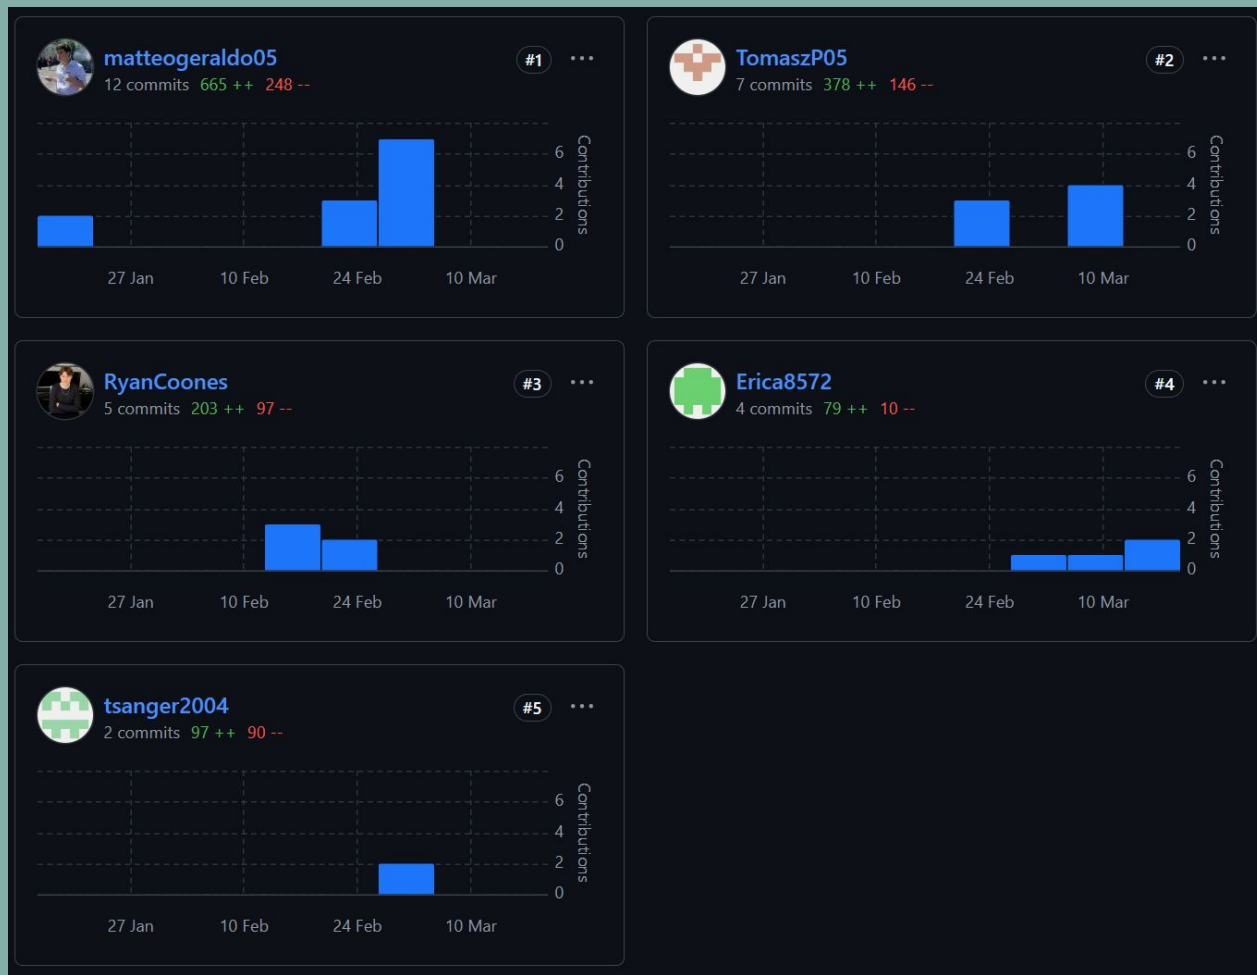 matteogeraldo05
#1 ...
12 commits 665 ++ 248 --
6
4
2
0
Contributions
27 Jan 10 Feb 24 Feb 10 Mar
TomaszP05
#2 ...
7 commits 378 ++ 146 --
6
4
2
0
Contributions
27 Jan 10 Feb 24 Feb 10 Mar
RyanCoones
#3 ...
5 commits 203 ++ 97 --
6
4
2
0
Contributions
27 Jan 10 Feb 24 Feb 10 Mar
Erica8572
#4 ...
4 commits 79 ++ 10 --
6
4
2
0
Contributions
27 Jan 10 Feb 24 Feb 10 Mar
tsanger2004
#5 ...
2 commits 97 ++ 90 --
6
4
2
0
Contributions
27 Jan 10 Feb 24 Feb 10 Mar